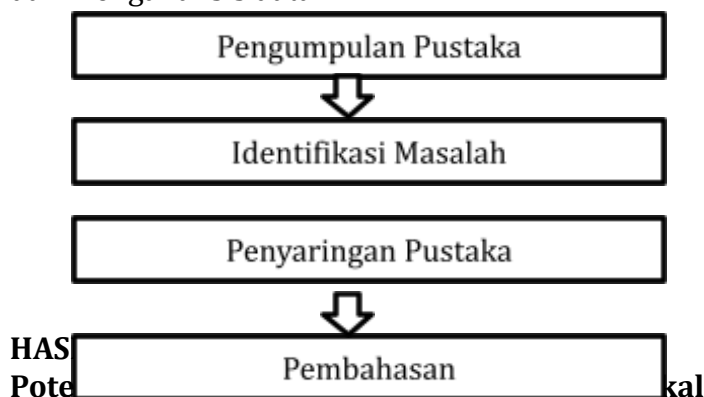 Pengumpulan Pustaka
Identifikasi Masalah
Penyaringan Pustaka
HAS
Pembahasan
Pote kal